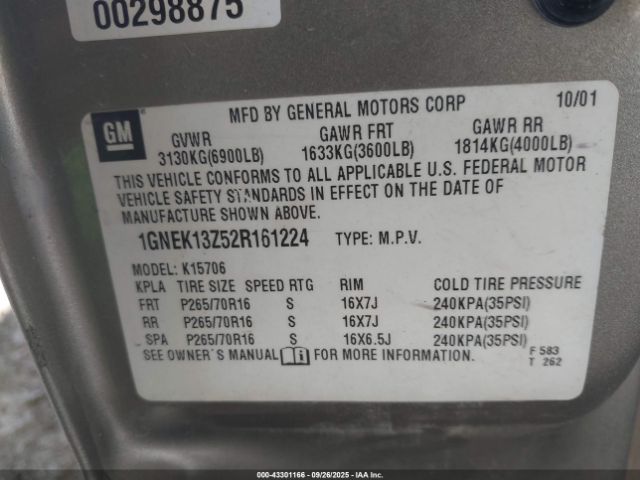 00298875
GM
MFD BY GENERAL MOTORS CORP 10/01
GVWR GAWR FRT GAWR RR
3130KG(6900LB) 1633KG(3600LB) 1814KG(4000LB)
THIS VEHICLE CONFORMS TO ALL APPLICABLE U.S. FEDERAL MOTOR
VEHICLE SAFETY STANDARDS IN EFFECT ON THE DATE OF
MANUFACTURE SHOWN ABOVE.
1GNEK13Z52R161224 TYPE: M.P.V.
MODEL: K15706
KPLA TIRE SIZE SPEED RTG RIM COLD TIRE PRESSURE
FRT P265/70R16 S 16X7J 240KPA(35PSI)
RR P265/70R16 S 16X7J 240KPA(35PSI)
SPA P265/70R16 S 16X6.5J 240KPA(35PSI)
SEE OWNER'S MANUAL i FOR MORE INFORMATION.
F 583
T 262
000-43301166 - 09/26/2025 - IAA, Inc.